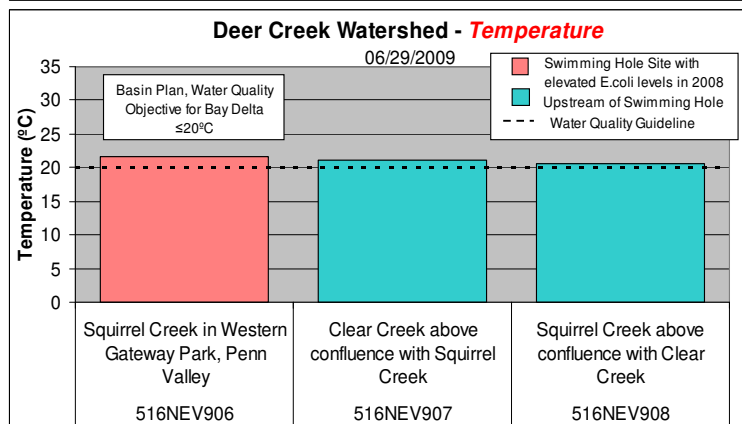 Deer Creek Watershed - Temperature
06/29/2009
Swimming Hole Site with
elevated E.coli levels in 2008
Upstream of Swimming Hole
Water Quality Guideline
Basin Plan, Water Quality
Objective for Bay Delta
≤20ºC
Temperature (ºC)
35
30
25
20
15
10
5
0
Squirrel Creek in Western
Gateway Park, Penn
Valley
516NEV906
Clear Creek above
confluence with Squirrel
Creek
516NEV907
Squirrel Creek above
confluence with Clear
Creek
516NEV908